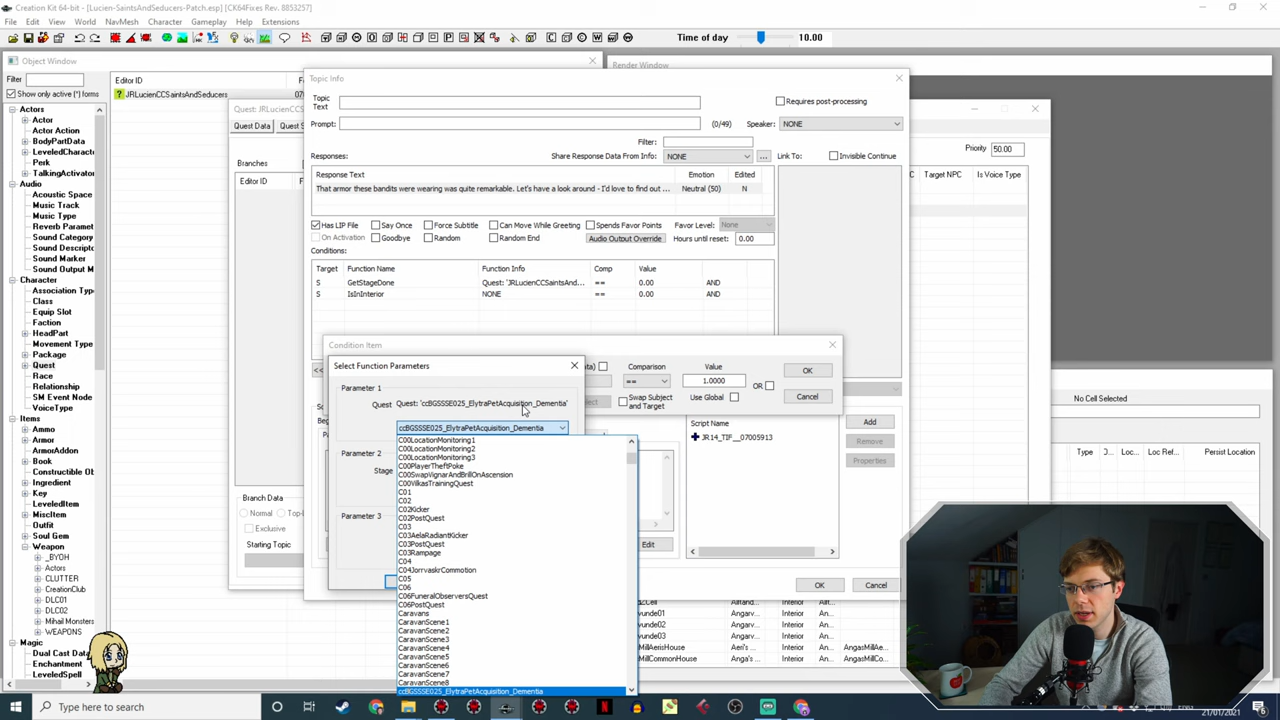 Creation Kit 64-bit - [Lucien-SaintsAndSeducers-Patch.esp] [CK64Fixes Rev. 8853257]
File Edit View World NavMesh Character Gameplay Help Extensions
Time of day 10.00
Object Window
Render Window
Filter
Show only active (*) forms
Editor ID
JRLucienCCSaintsAndSeducers
Actors
Actor
Actor Action
BodyPartData
LeveledCharacte
Perk
TalkingActivator
Audio
Acoustic Space
Music Track
Music Type
Reverb Paramet
Sound Category
Sound Descripto
Sound Marker
Sound Output M
Character
Association Type
Class
Equip Slot
Faction
HeadPart
Movement Type
Package
Quest
Race
Relationship
SM Event Node
VoiceType
Items
Ammo
Armor
ArmorAddon
Constructible Ob
Ingredient
Key
LeveledItem
MiscItem
Outfit
Soul Gem
Weapon
_BYOH
Actors
CLUTTER
CreationClub
DLC01
DLC02
Mihail Monsters
WEAPONS
Magic
Dual Cast Data
Enchantment
LeveledSpell
Quest Data
Branches
Editor ID
Branch Data
Normal
Exclusive
Starting Topic
Topic Info
Topic Text
Requires post-processing
Prompt:
(0/49)
Speaker: NONE
Filter:
Responses:
Share Response Data From Info: NONE ...
Link To:
Invisible Continue
Response Text Emotion Edited
That armor these bandits were wearing was quite remarkable. Let's have a look around - I'd love to find out ... Neutral (50) N
Has LIP File Say Once Force Subtitle Can Move While Greeting Spends Favor Points Favor Level: None
On Activation Goodbye Random Random End Audio Output Override Hours until reset: 0.00
Conditions:
Target Function Name Function Info Comp Value
S GetStageDone Quest: 'JRLucienCCSaintsAnd... == 0.00 AND
S IsInInterior NONE == 0.00 AND
Priority 50.00
Target NPC Is Voice Type
Condition Item
Comparison Value
== 1.0000 OR
Swap Subject and Target
Use Global
OK
Cancel
Select Function Parameters
Parameter 1
Quest Quest: 'ccBGSSSE025_ElytraPetAcquisition_Dementia'
ccBGSSSE025_ElytraPetAcquisition_Dementia
Parameter 2
Stage
Parameter 3
C00LocationMonitoring1
C00LocationMonitoring2
C00LocationMonitoring3
C00PlayerTheftPoke
C00SwapVignarAndBrillOnAscension
C00VilkasTrainingQuest
C01
C02
C02Kicker
C02PostQuest
C03
C03AelaRadiantKicker
C03PostQuest
C03Rampage
C04
C04JorrvaskrCommotion
C05
C06
C06FuneralObserversQuest
C06PostQuest
Caravans
CaravanScene1
CaravanScene2
CaravanScene3
CaravanScene4
CaravanScene5
CaravanScene6
CaravanScene7
CaravanScene8
ccBGSSSE025_ElytraPetAcquisition_Dementia
Script Name
JR14_TIF__07005913
Add
Remove
Properties
Edit
OK
Cancel
No Cell Selected
Persist Location
Interior
Type here to search
21/01/2021